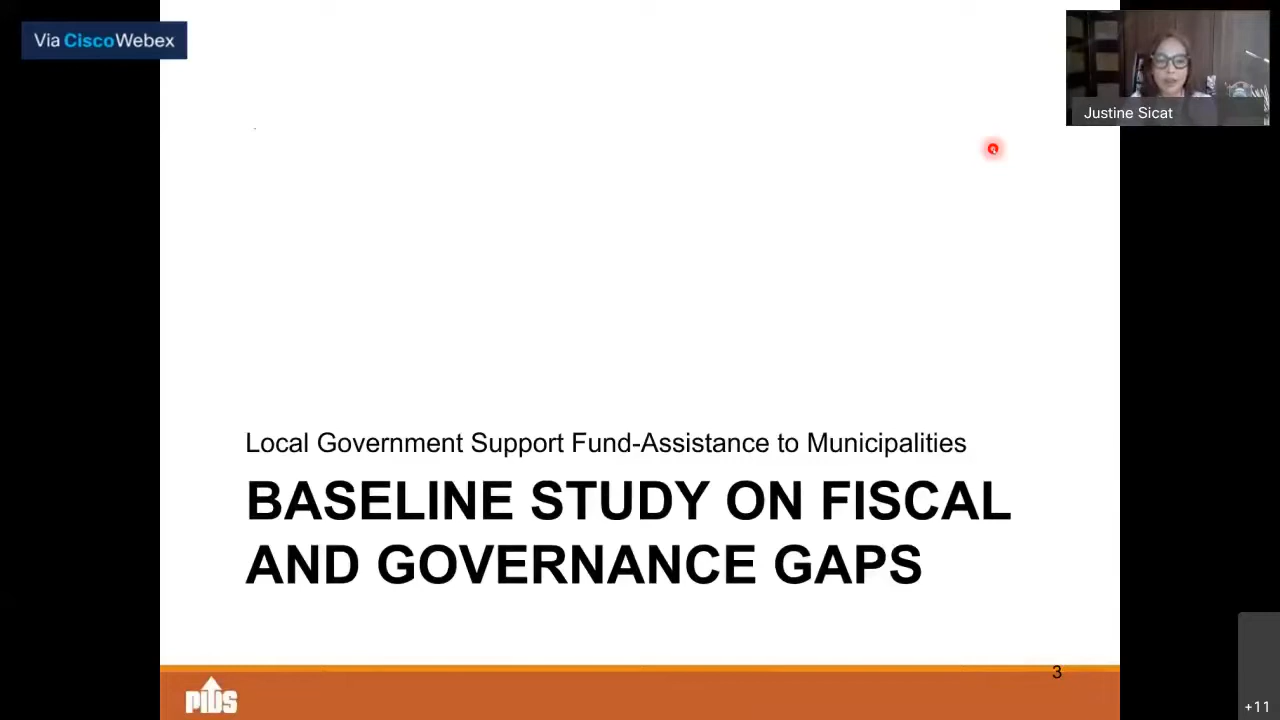 Via CiscoWebex
Justine Sicat
Local Government Support Fund-Assistance to Municipalities
BASELINE STUDY ON FISCAL
AND GOVERNANCE GAPS
3
PIDS
+11